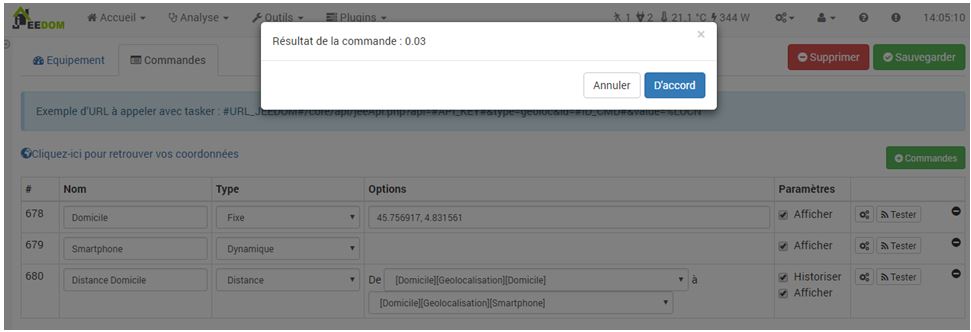 JEEDOM Accueil Analyse Outils Plugins 1 2 21.1 °C 344 W 14:05:10
Résultat de la commande : 0.03 ×
Annuler D'accord
Equipement Commandes Supprimer Sauvegarder
Exemple d'URL à appeler avec tasker : #URL_JEEDOM#/core/api/jeeApi.php?api=#API_KEY#&type=geoloc&id=#ID_CMD#&value=%LOCN
Cliquez-ici pour retrouver vos coordonnées Commandes
# Nom Type Options Paramètres
678 Domicile Fixe 45.756917, 4.831561 Afficher Tester
679 Smartphone Dynamique Afficher Tester
680 Distance Domicile Distance De [Domicile][Geolocalisation][Domicile] à Historiser Tester
[Domicile][Geolocalisation][Smartphone] Afficher